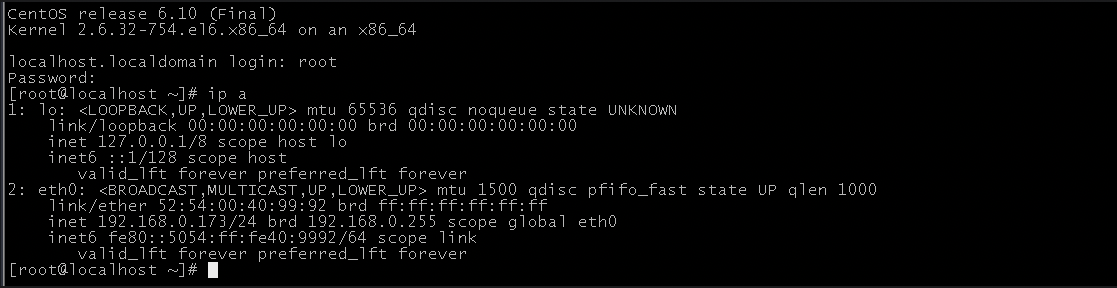 CentOS release 6.10 (Final)
Kernel 2.6.32-754.el6.x86_64 on an x86_64
localhost.localdomain login: root
Password:
[root@localhost ~]# ip a
1: lo: <LOOPBACK,UP,LOWER_UP> mtu 65536 qdisc noqueue state UNKNOWN
    link/loopback 00:00:00:00:00:00 brd 00:00:00:00:00:00
    inet 127.0.0.1/8 scope host lo
    inet6 ::1/128 scope host
       valid_lft forever preferred_lft forever
2: eth0: <BROADCAST,MULTICAST,UP,LOWER_UP> mtu 1500 qdisc pfifo_fast state UP qlen 1000
    link/ether 52:54:00:40:99:92 brd ff:ff:ff:ff:ff:ff
    inet 192.168.0.173/24 brd 192.168.0.255 scope global eth0
    inet6 fe80::5054:ff:fe40:9992/64 scope link
       valid_lft forever preferred_lft forever
[root@localhost ~]#